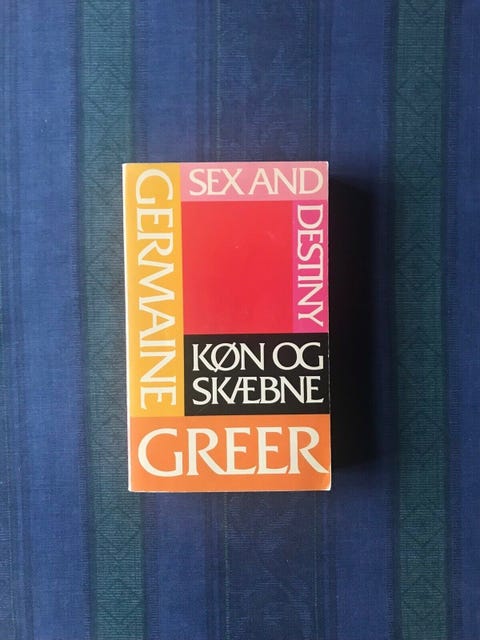 SEX AND
DESTINY
GERMAINE
KØN OG
SKÆBNE
GREER